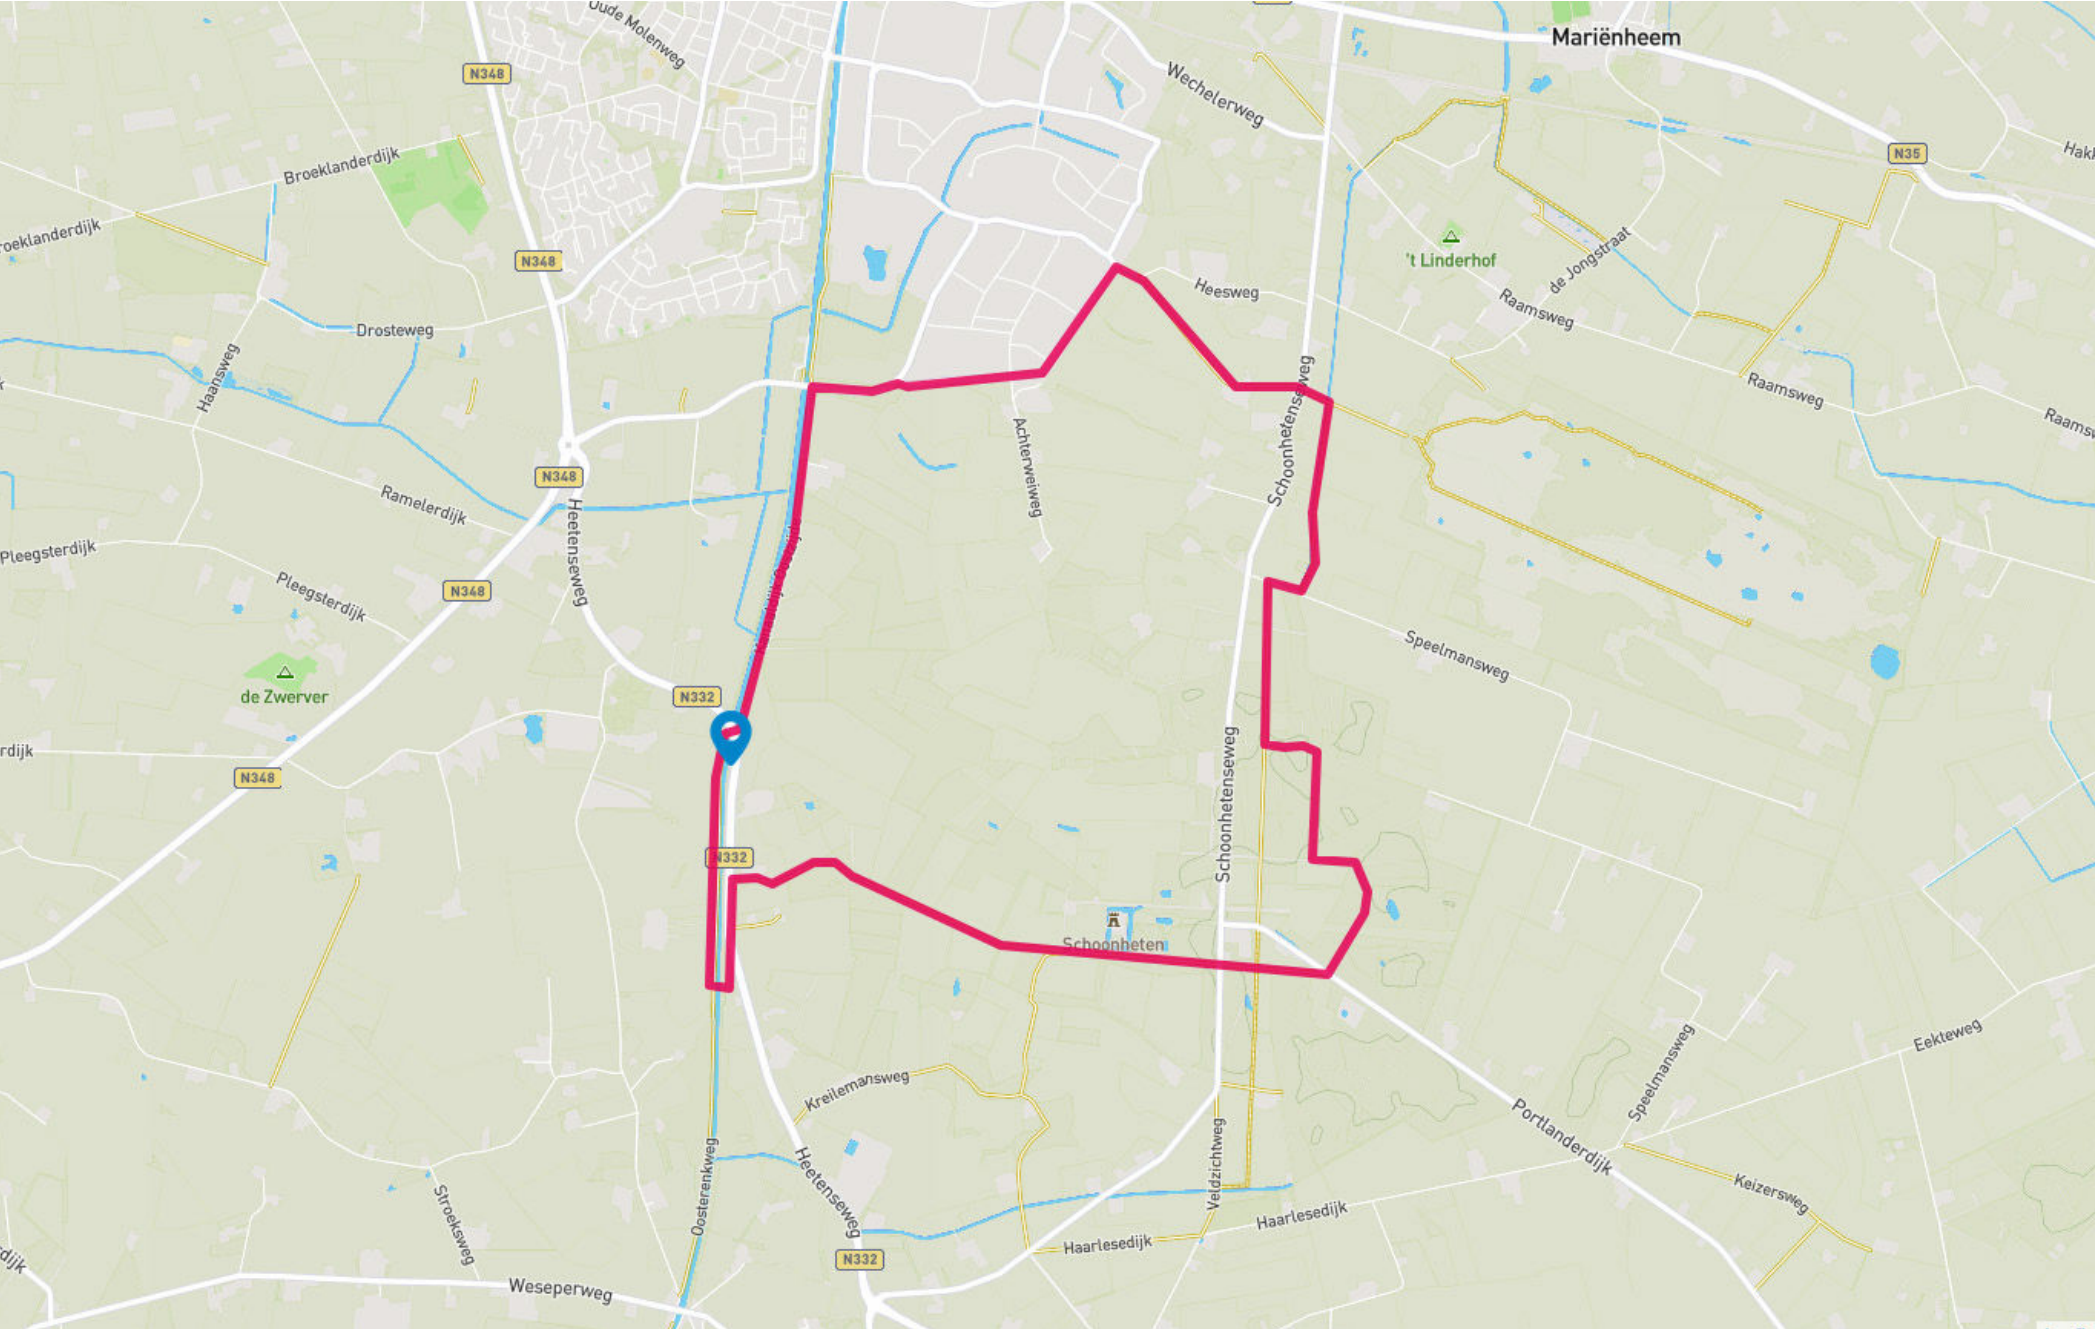 Oude Molenweg
Mariënheem
N348
Wechelerweg
Broeklanderdijk
N35
roeklanderdijk
N348
't Linderhof
de Jongstraat
Heesweg
Raamsweg
Drosteweg
Haansweg
Raamsweg
Schoonhetenseweg
Achterweiweg
N348
Ramelerdijk
Heetenseweg
Pleegsterdijk
N348
Pleegsterdijk
Speelmansweg
de Zwerver
N332
rdijk
N348
Schoonhetenseweg
N332
Schoonheten
Eekteweg
Speelmansweg
Kreilemansweg
Portlanderdijk
Oosterenkweg
Heetenseweg
Veldzichtweg
Keizersweg
Stroeksweg
Haarlesedijk
Haarlesedijk
N332
dijk
Weseperweg